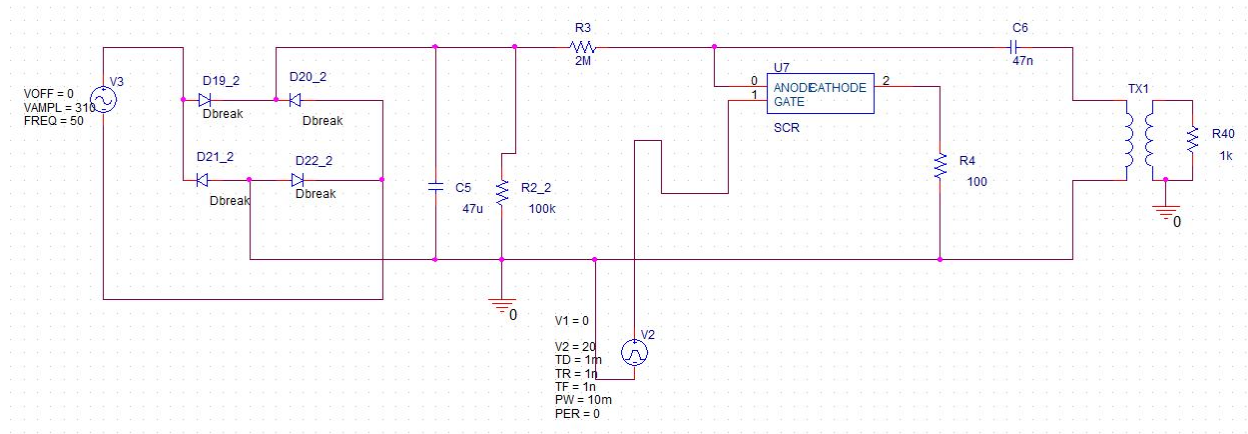 V3
VOFF = 0
VAMPL = 310
FREQ = 50
D19_2
Dbreak
D20_2
Dbreak
D21_2
Dbreak
D22_2
Dbreak
C5
47u
R2_2
100k
0
R3
2M
U7
0
1
ANODE
CATHODE
GATE
2
SCR
R4
100
C6
47n
TX1
R40
1k
0
V1 = 0
V2
V2 = 20
TD = 1m
TR = 1n
TF = 1n
PW = 10m
PER = 0